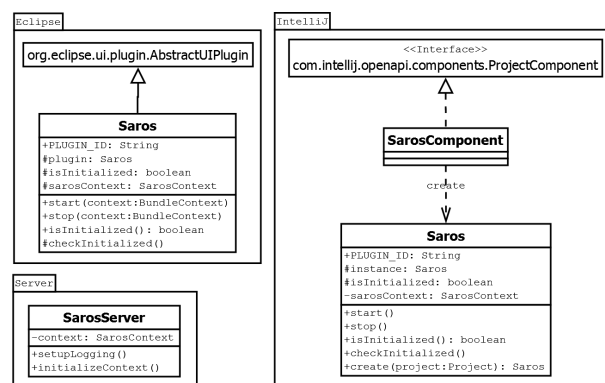 Eclipse
org.eclipse.ui.plugin.AbstractUIPlugin
Saros
+PLUGIN_ID: String
#plugin: Saros
#isInitialized: boolean
#sarosContext: SarosContext
+start(context:BundleContext)
+stop(context:BundleContext)
+isInitialized(): boolean
#checkInitialized()
Server
SarosServer
-context: SarosContext
+setupLogging()
+initializeContext()
IntelliJ
<<Interface>>
com.intellij.openapi.components.ProjectComponent
SarosComponent
create
Saros
+PLUGIN_ID: String
#instance: Saros
#isInitialized: boolean
-sarosContext: SarosContext
+start()
+stop()
+isInitialized(): boolean
+checkInitialized()
+create(project:Project): Saros